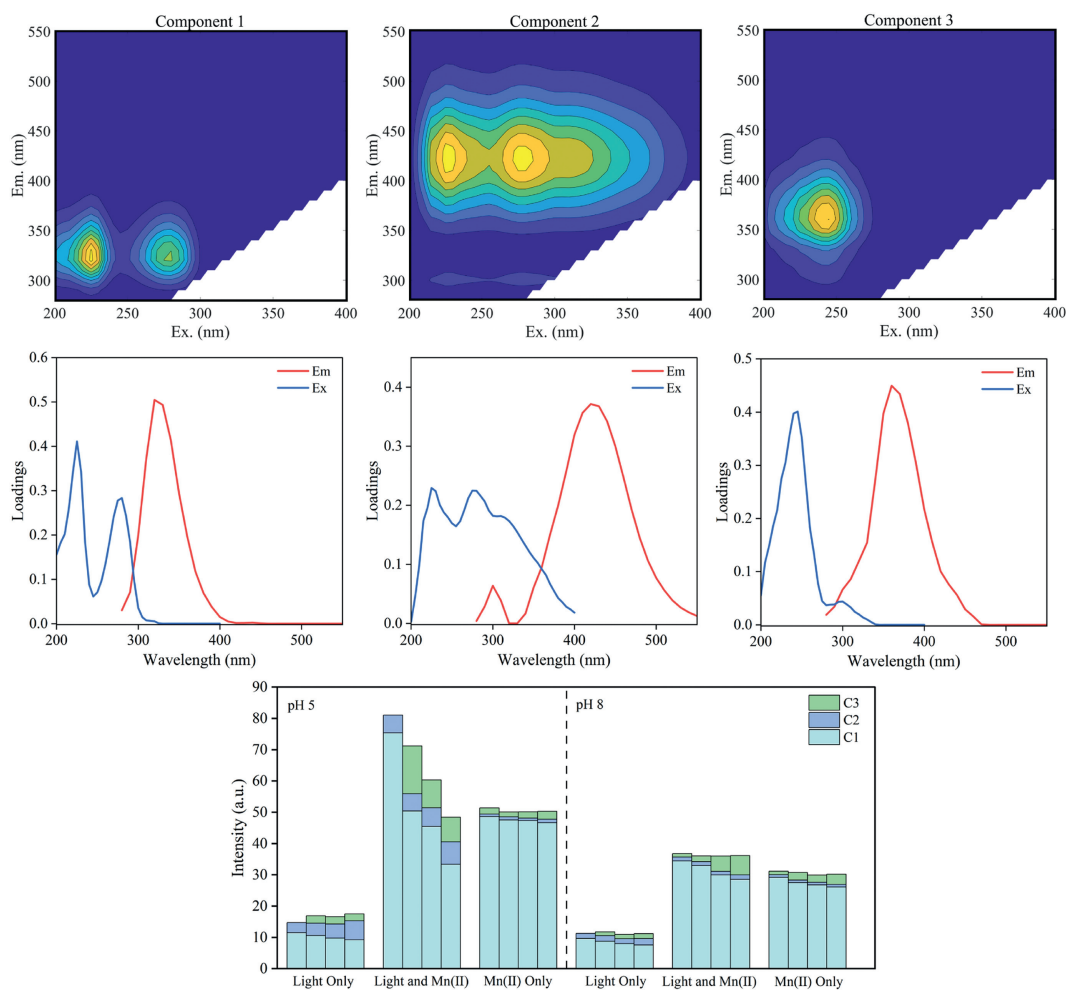 Component 1
Component 2
Component 3
550
500
450
400
350
300
Em. (nm)
200
250
300
350
400
Ex. (nm)
550
500
450
400
350
300
Em. (nm)
200
250
300
350
400
Ex. (nm)
550
500
450
400
350
300
Em. (nm)
200
250
300
350
400
Ex. (nm)
0.6
0.5
0.4
0.3
0.2
0.1
0.0
Loadings
Em
Ex
200
300
400
500
Wavelength (nm)
0.4
0.3
0.2
0.1
0.0
Loadings
Em
Ex
200
300
400
500
Wavelength (nm)
0.5
0.4
0.3
0.2
0.1
0.0
Loadings
Em
Ex
200
300
400
500
Wavelength (nm)
90
80
70
60
50
40
30
20
10
0
Intensity (a.u.)
pH 5
pH 8
C3
C2
C1
Light Only
Light and Mn(II)
Mn(II) Only
Light Only
Light and Mn(II)
Mn(II) Only